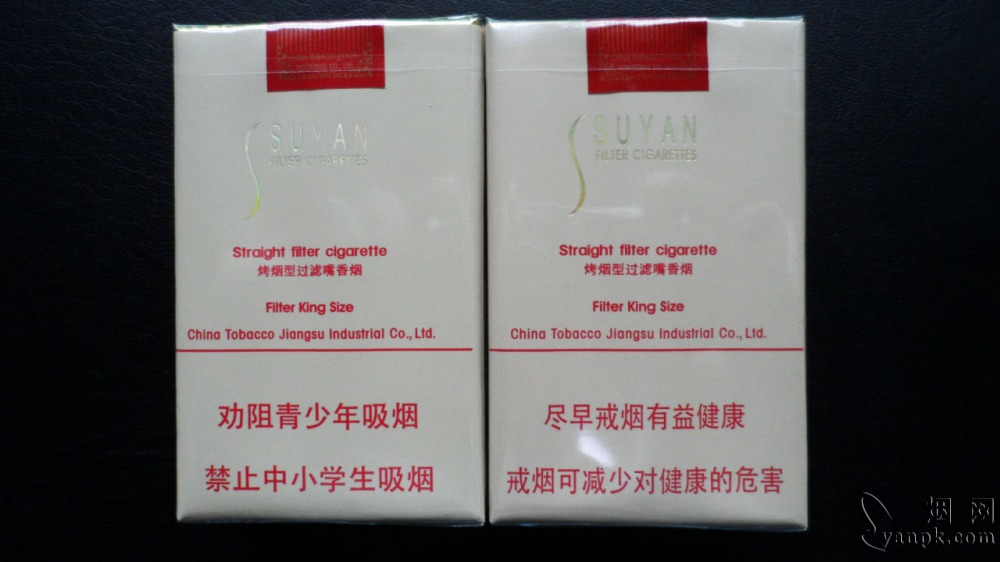 SUYAN
FILTER CIGARETTES
Straight filter cigarette
烤烟型过滤嘴香烟
Filter King Size
China Tobacco Jiangsu Industrial Co., Ltd.
劝阻青少年吸烟
禁止中小学生吸烟
SUYAN
FILTER CIGARETTES
Straight filter cigarette
烤烟型过滤嘴香烟
Filter King Size
China Tobacco Jiangsu Industrial Co., Ltd.
尽早戒烟有益健康
戒烟可减少对健康的危害
烟网
yanpk.com